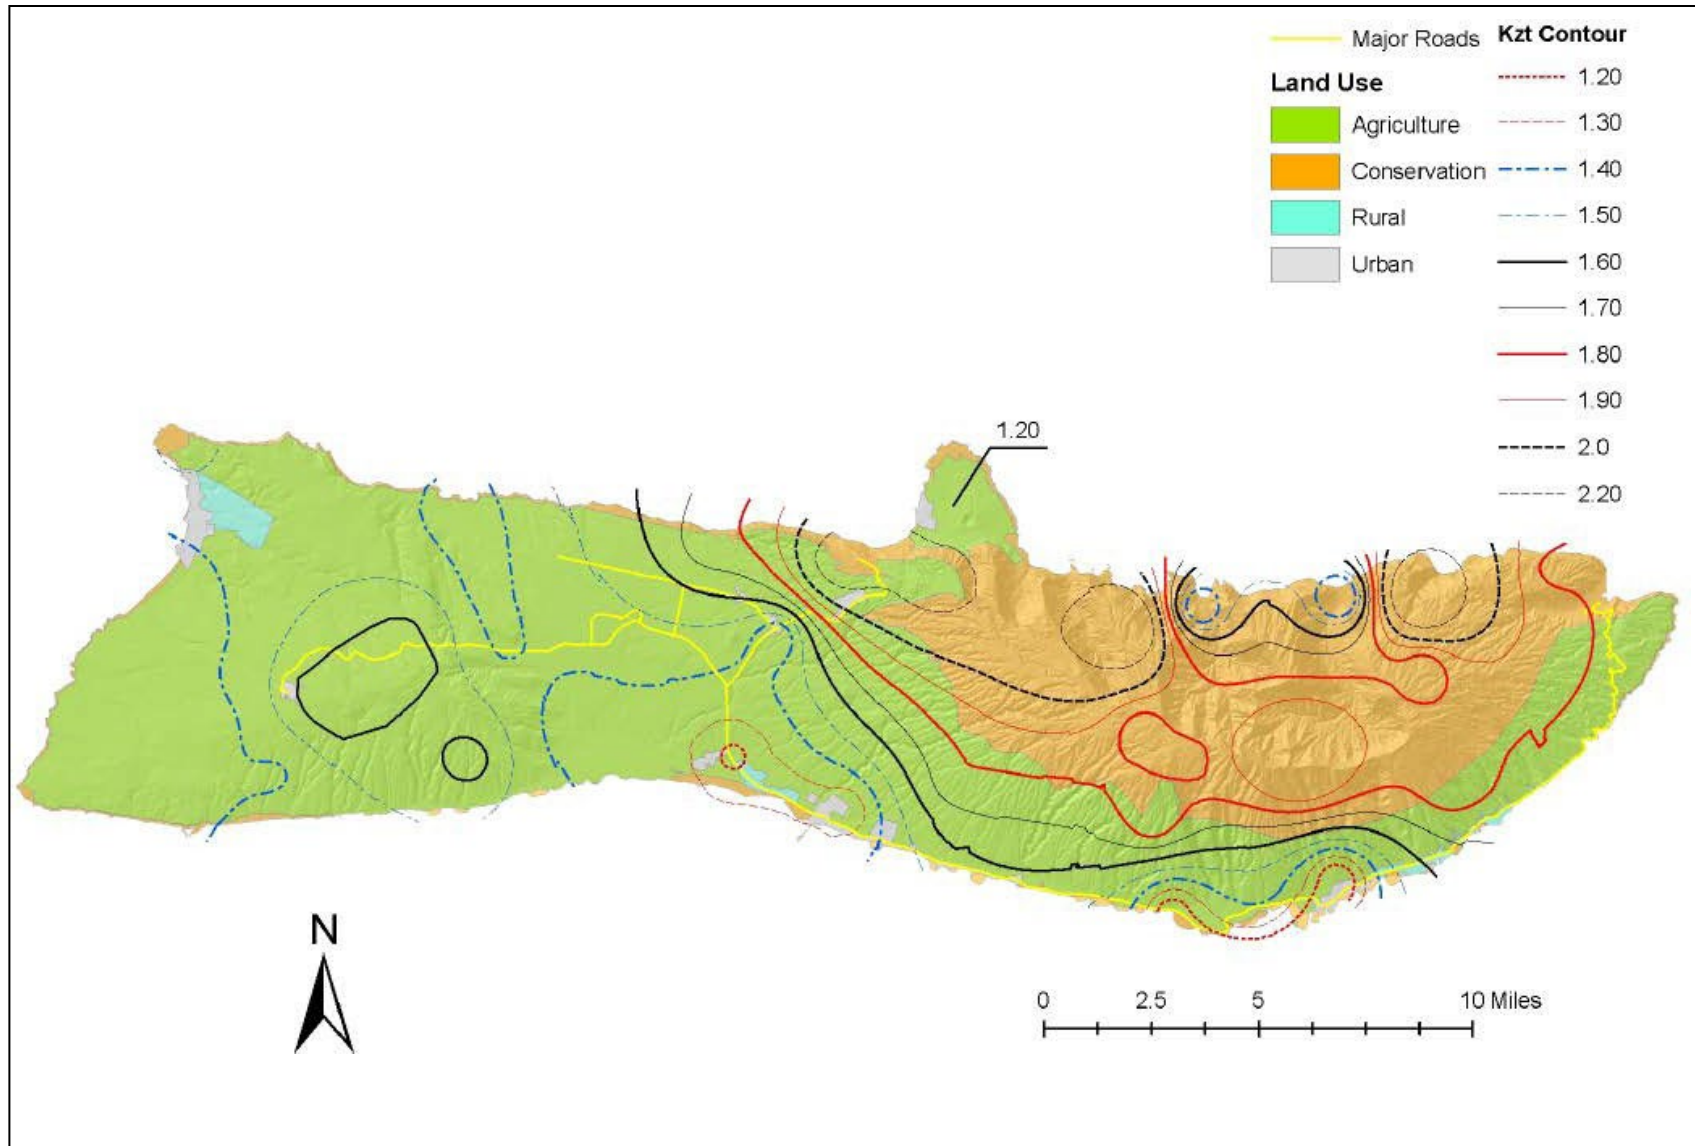 Major Roads
Land Use
Agriculture
Conservation
Rural
Urban
Kzt Contour
1.20
1.30
1.40
1.50
1.60
1.70
1.80
1.90
2.0
2.20
1.20
N
0 2.5 5 10 Miles